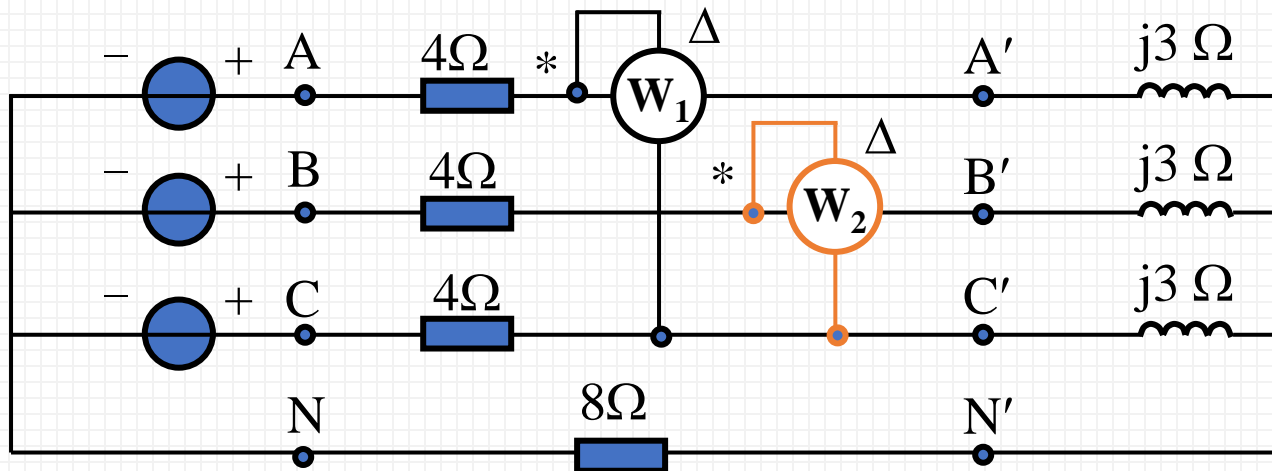 − + A 4Ω * W₁ Δ A′ j3 Ω
− + B 4Ω * W₂ Δ B′ j3 Ω
− + C 4Ω C′ j3 Ω
N 8Ω N′